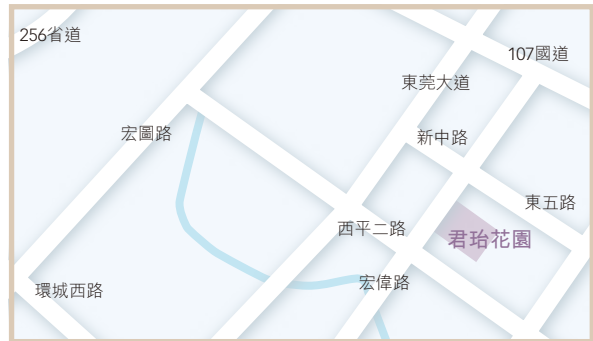 256省道
107國道
東莞大道
宏圖路
新中路
東五路
西平二路
君珆花園
宏偉路
環城西路